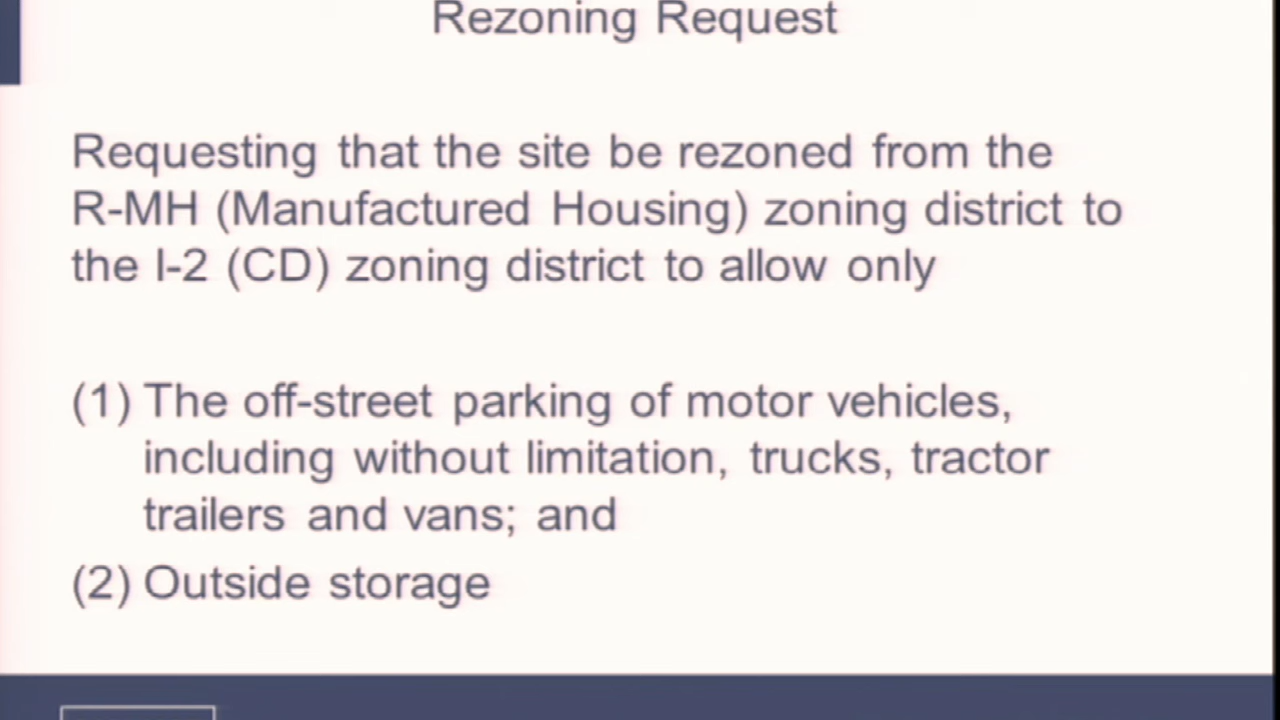 Rezoning Request
Requesting that the site be rezoned from the
R-MH (Manufactured Housing) zoning district to
the I-2 (CD) zoning district to allow only
(1) The off-street parking of motor vehicles,
including without limitation, trucks, tractor
trailers and vans; and
(2) Outside storage